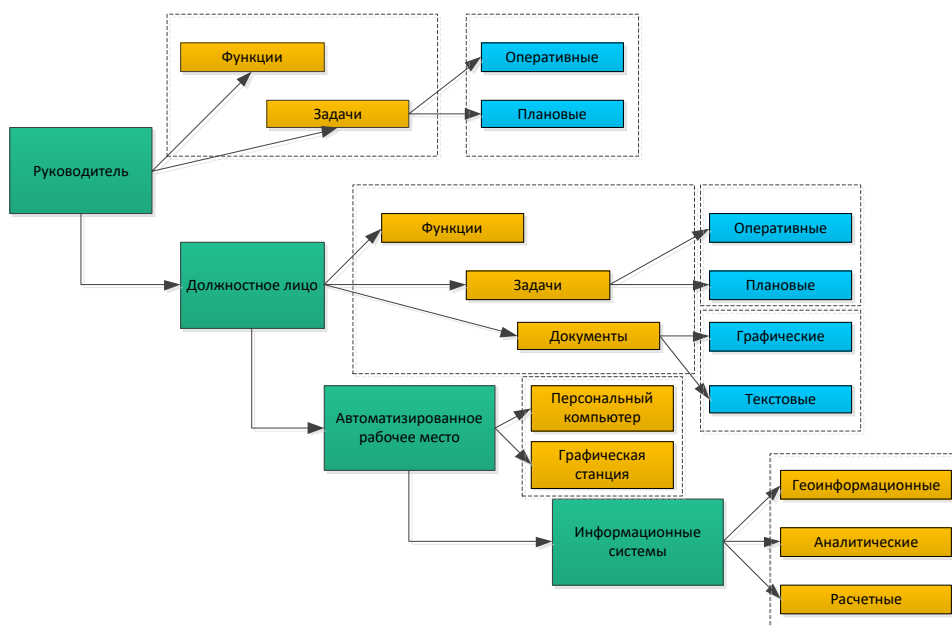 Функции
Оперативные
Задачи
Плановые
Руководитель
Функции
Оперативные
Должностное лицо
Задачи
Плановые
Документы
Графические
Текстовые
Автоматизированное
рабочее место
Персональный
компьютер
Графическая
станция
Информационные
системы
Геоинформационные
Аналитические
Расчетные